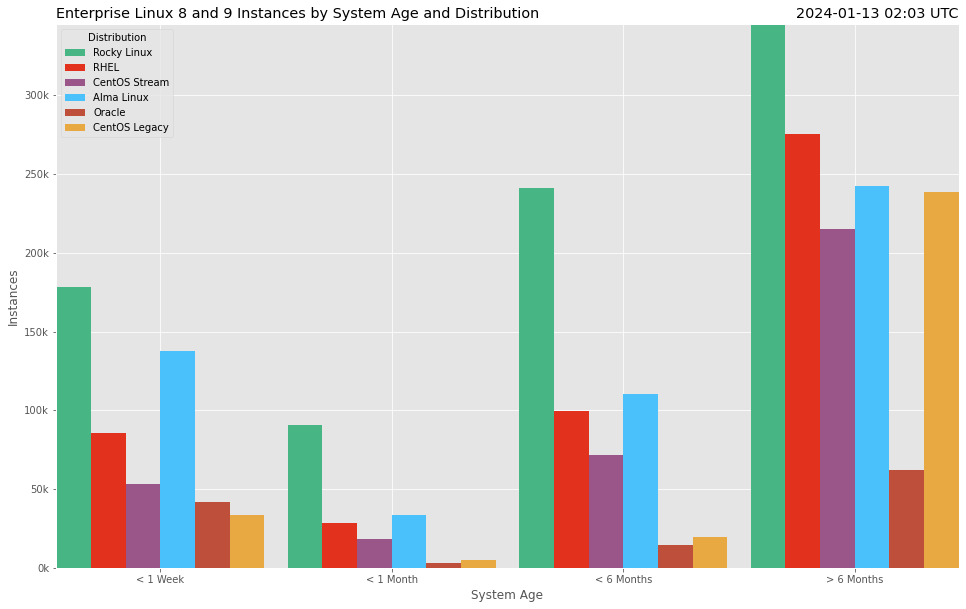 Enterprise Linux 8 and 9 Instances by System Age and Distribution
2024-01-13 02:03 UTC
Distribution
Rocky Linux
RHEL
CentOS Stream
Alma Linux
Oracle
CentOS Legacy
300k
250k
200k
150k
100k
50k
0k
Instances
< 1 Week
< 1 Month
< 6 Months
> 6 Months
System Age